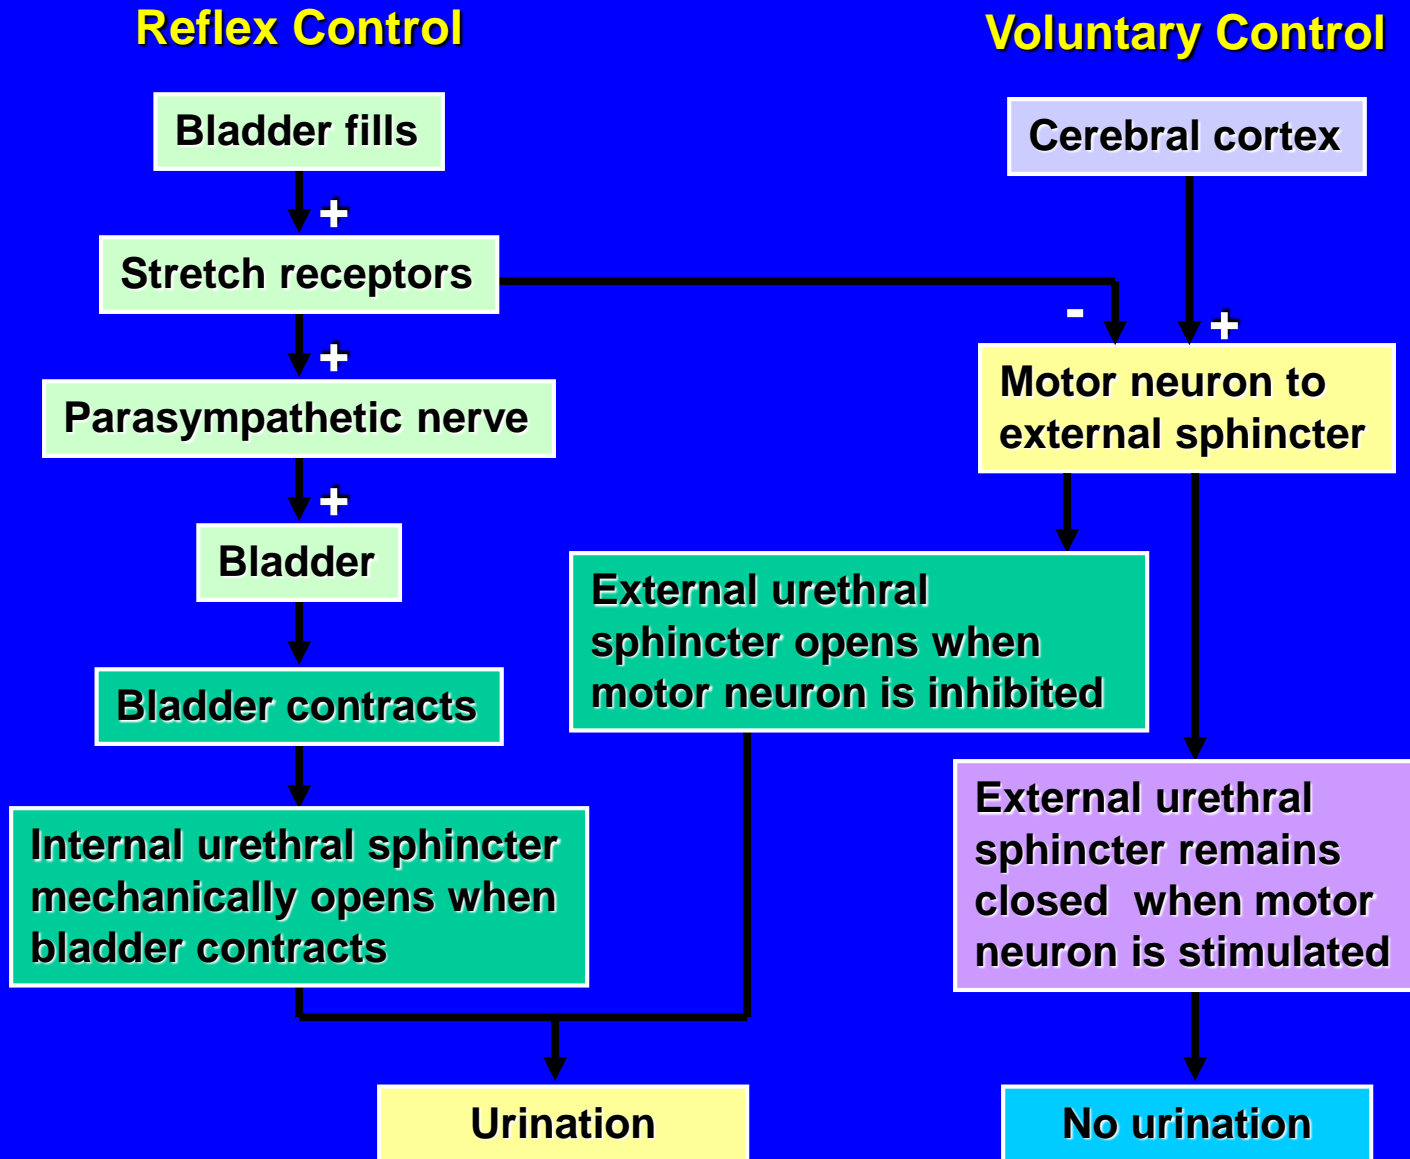 Reflex Control
Voluntary Control
Bladder fills
Cerebral cortex
+
Stretch receptors
-
+
+
Motor neuron to
external sphincter
Parasympathetic nerve
+
Bladder
External urethral
sphincter opens when
motor neuron is inhibited
Bladder contracts
External urethral
sphincter remains
closed when motor
neuron is stimulated
Internal urethral sphincter
mechanically opens when
bladder contracts
Urination
No urination